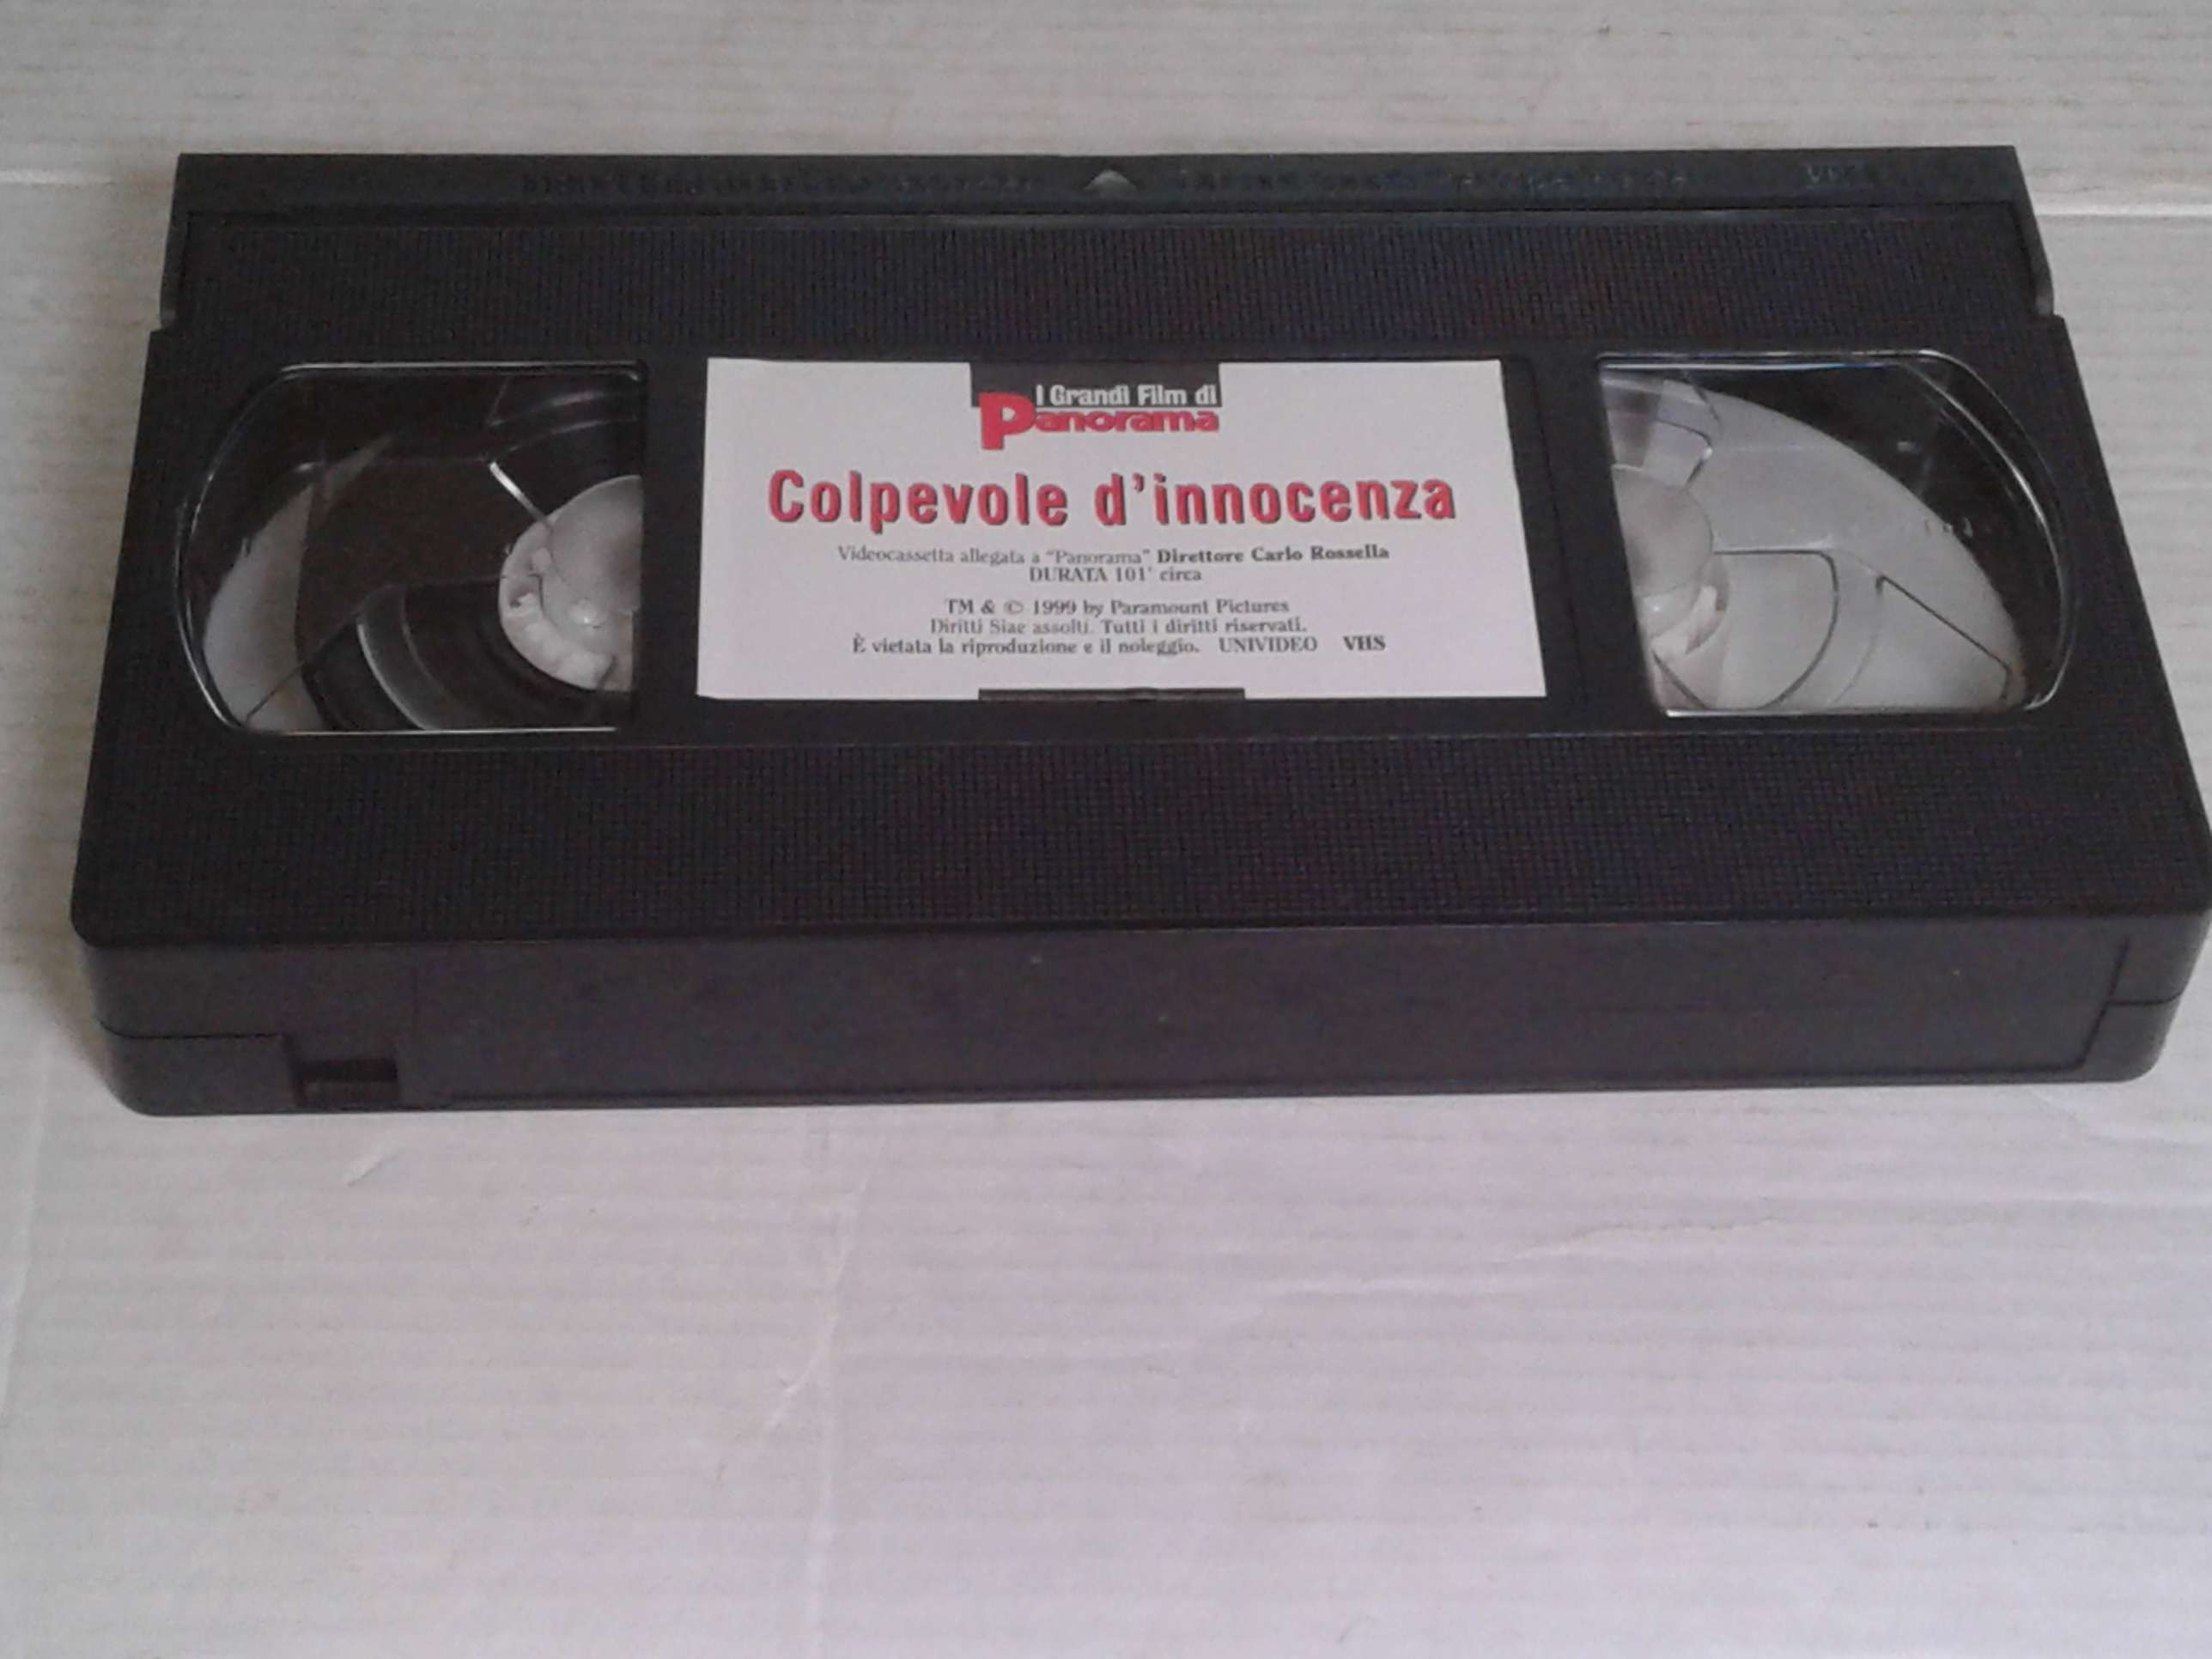 I Grandi Film di
Panorama
Colpevole d'innocenza
Videocassetta allegata a "Panorama" Direttore Carlo Rossella
DURATA 101' circa
TM & © 1999 by Paramount Pictures
Diritti Siae assolti. Tutti i diritti riservati.
È vietata la riproduzione e il noleggio. UNIVIDEO VHS